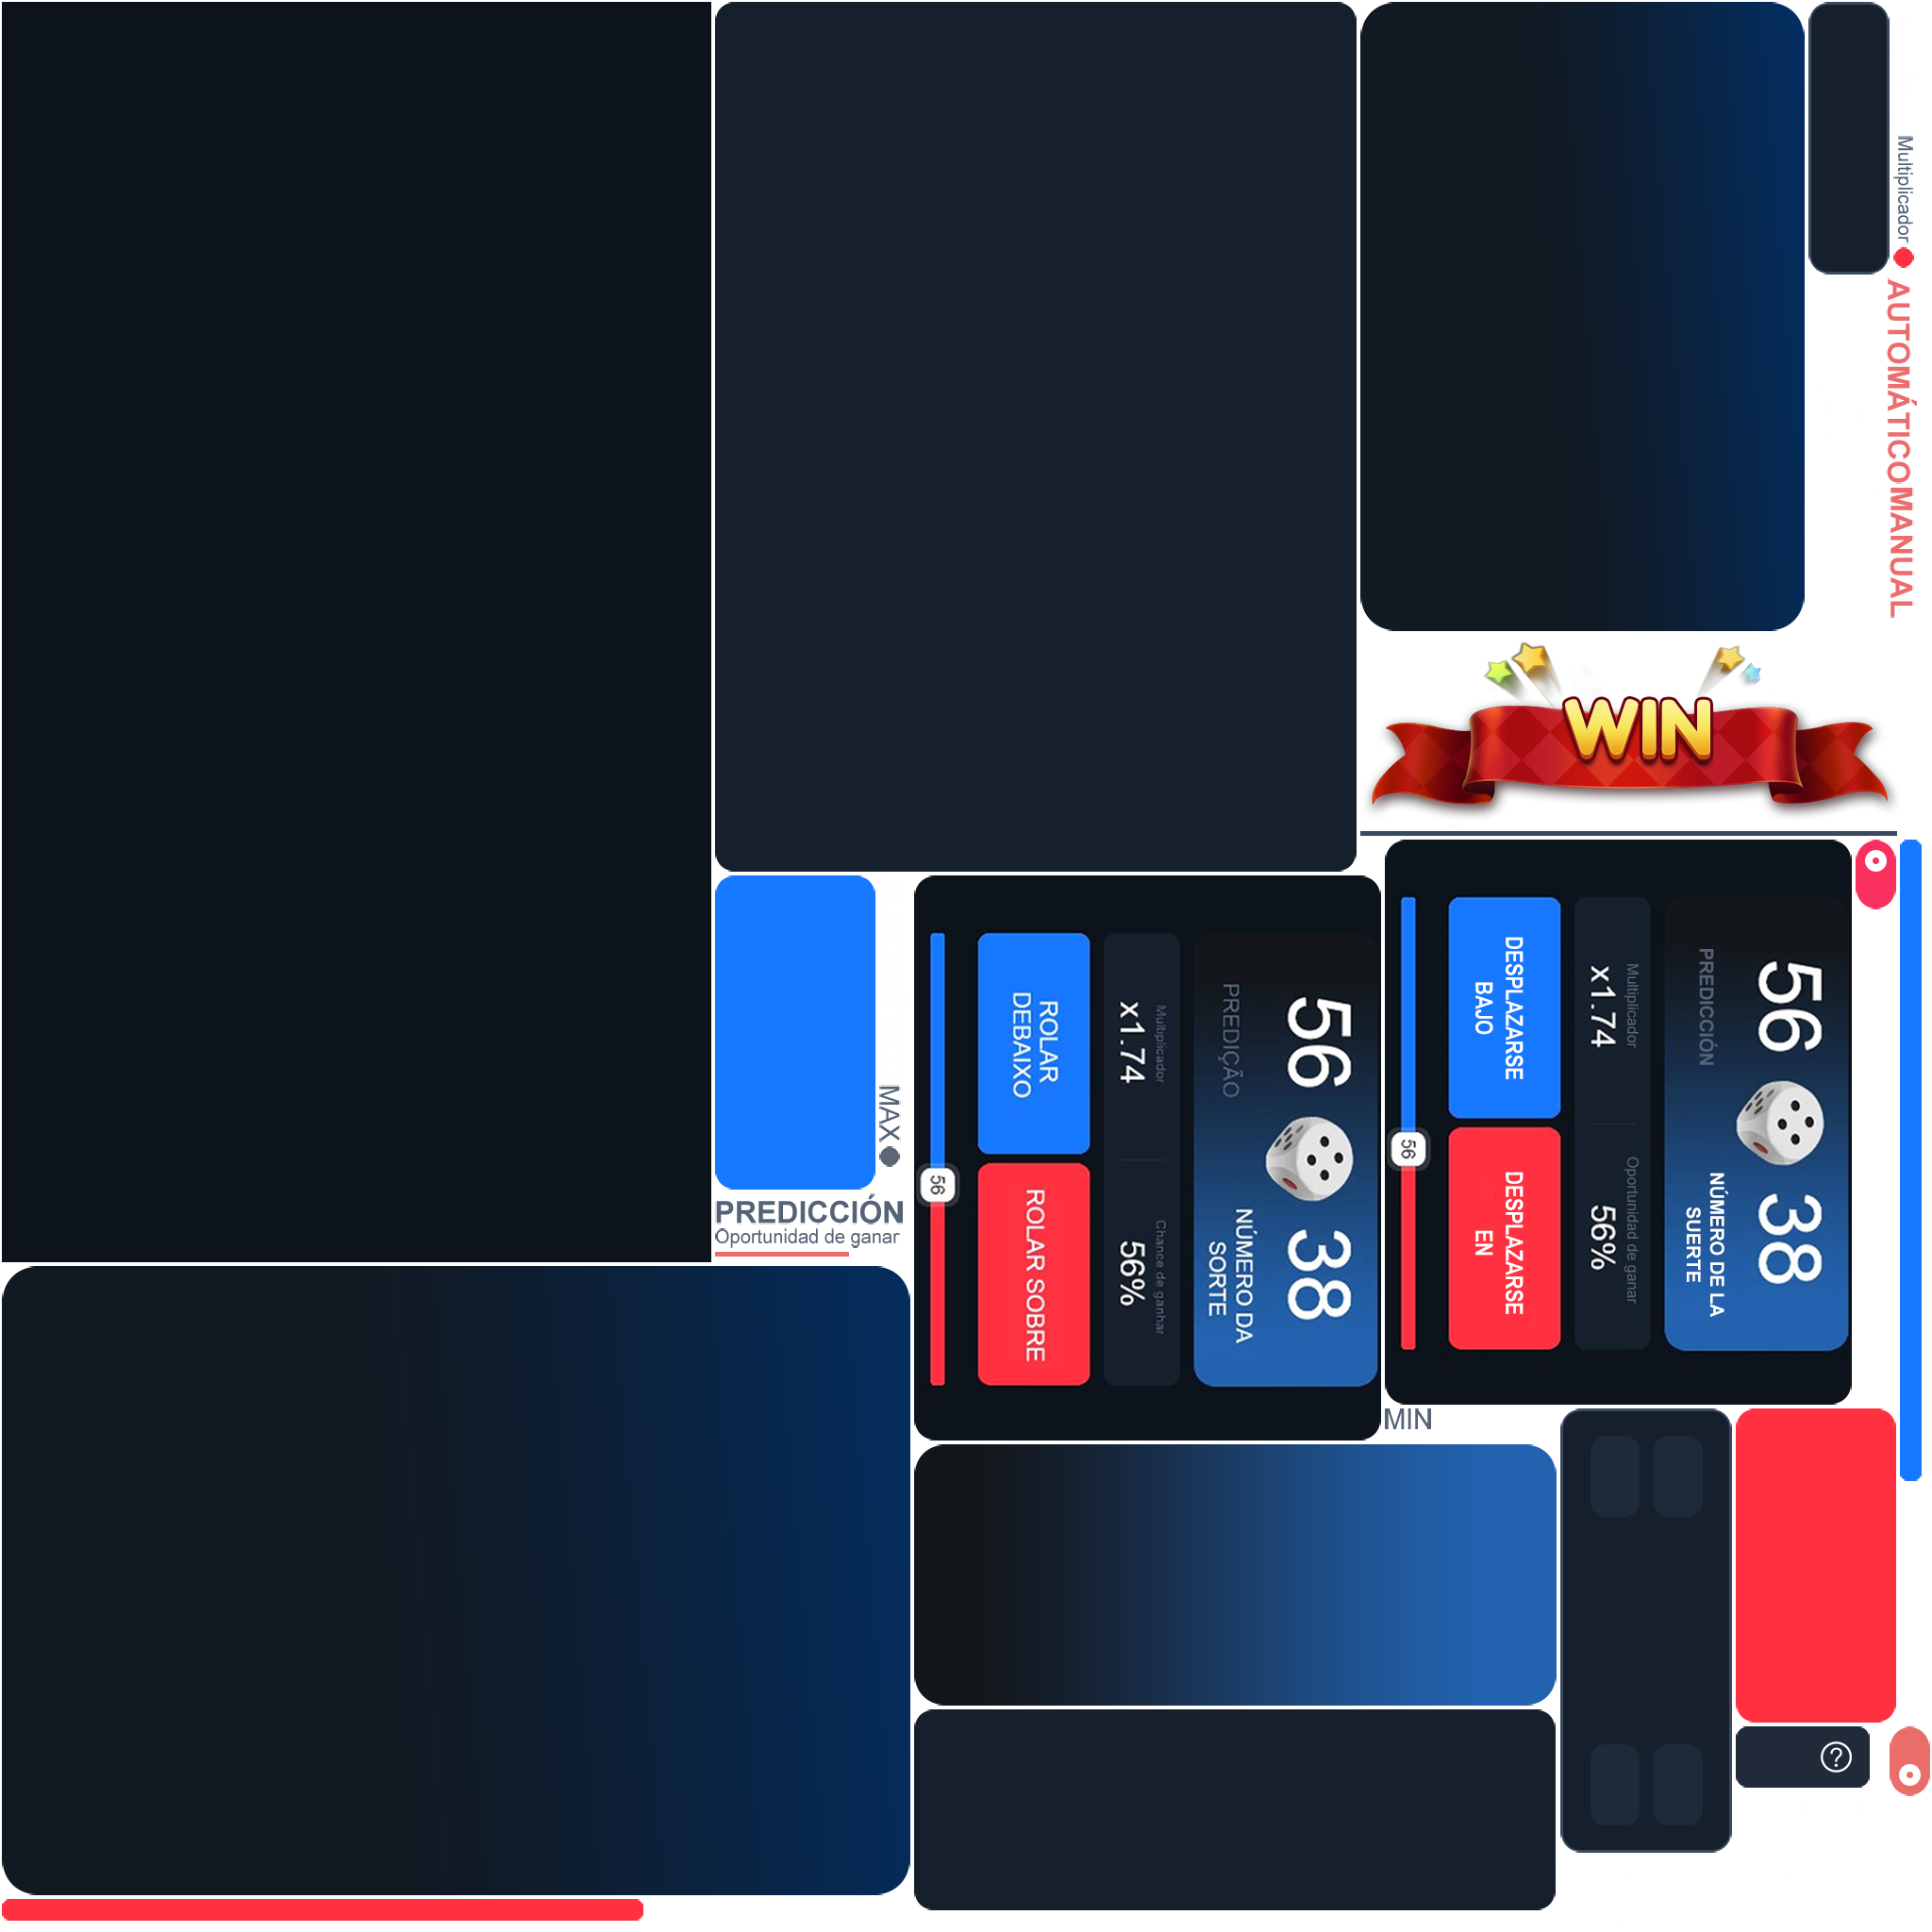 Multiplicador
AUTOMÁTICO
MANUAL
WIN
56
38
PREDICCIÓN
NÚMERO DE LA
SUERTE
Multiplicador
x1.74
Oportunidad de ganar
56%
DESPLAZARSE
BAJO
DESPLAZARSE
EN
56
56
38
PREDIÇÃO
NÚMERO DA
SORTE
Multiplicador
x1.74
Chance de ganhar
56%
ROLAR
DEBAIXO
ROLAR SOBRE
56
MAX
PREDICCIÓN
Oportunidad de ganar
MIN
?